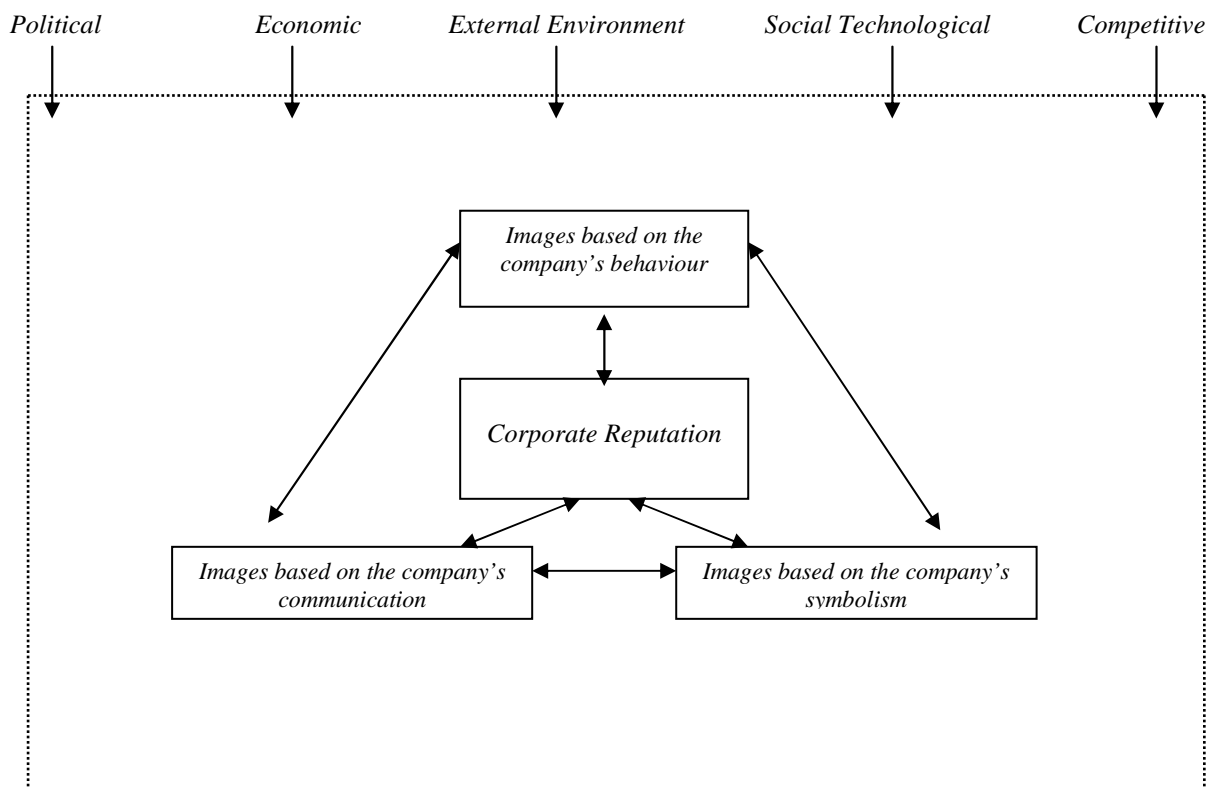 Political Economic External Environment Social Technological Competitive
Images based on the
company’s behaviour
Corporate Reputation
Images based on the company’s
communication
Images based on the company’s
symbolism